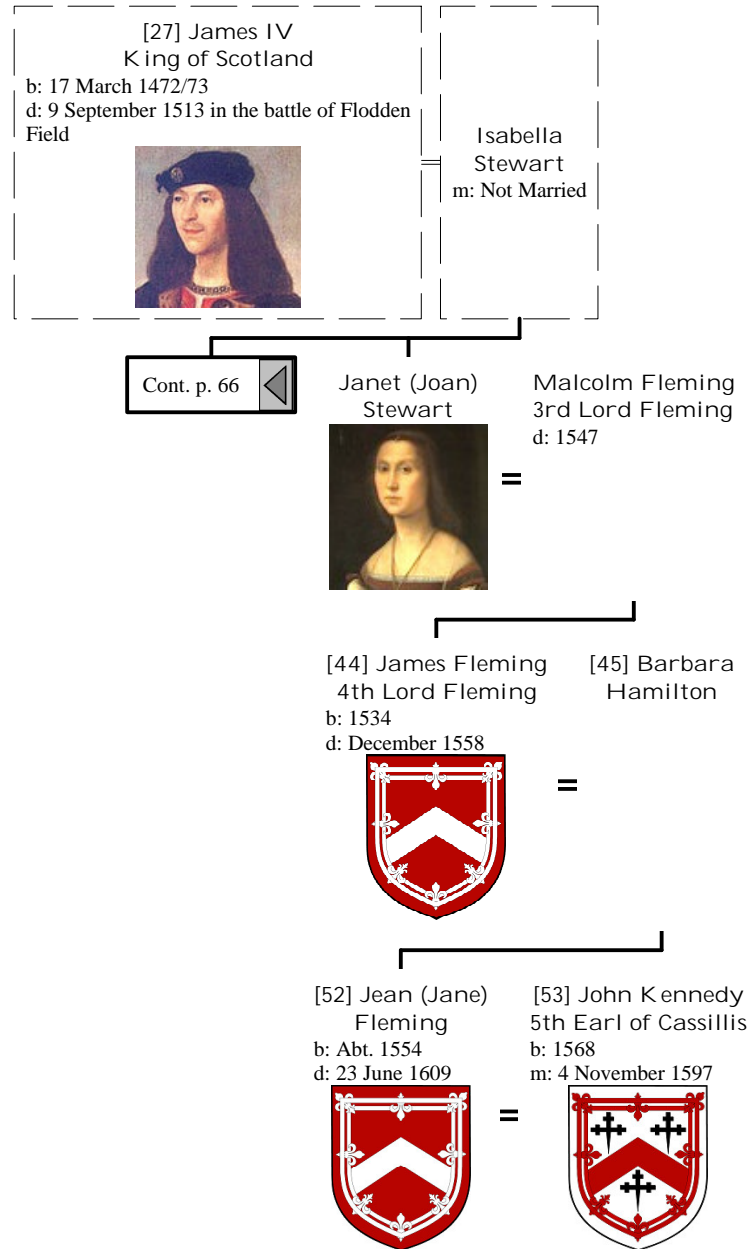 [27] James IV
King of Scotland
b: 17 March 1472/73
d: 9 September 1513 in the battle of Flodden
Field
Isabella
Stewart
m: Not Married
Cont. p. 66
Janet (Joan)
Stewart
=
Malcolm Fleming
3rd Lord Fleming
d: 1547
[44] James Fleming
4th Lord Fleming
b: 1534
d: December 1558
=
[45] Barbara
Hamilton
[52] Jean (Jane)
Fleming
b: Abt. 1554
d: 23 June 1609
=
[53] John Kennedy
5th Earl of Cassillis
b: 1568
m: 4 November 1597